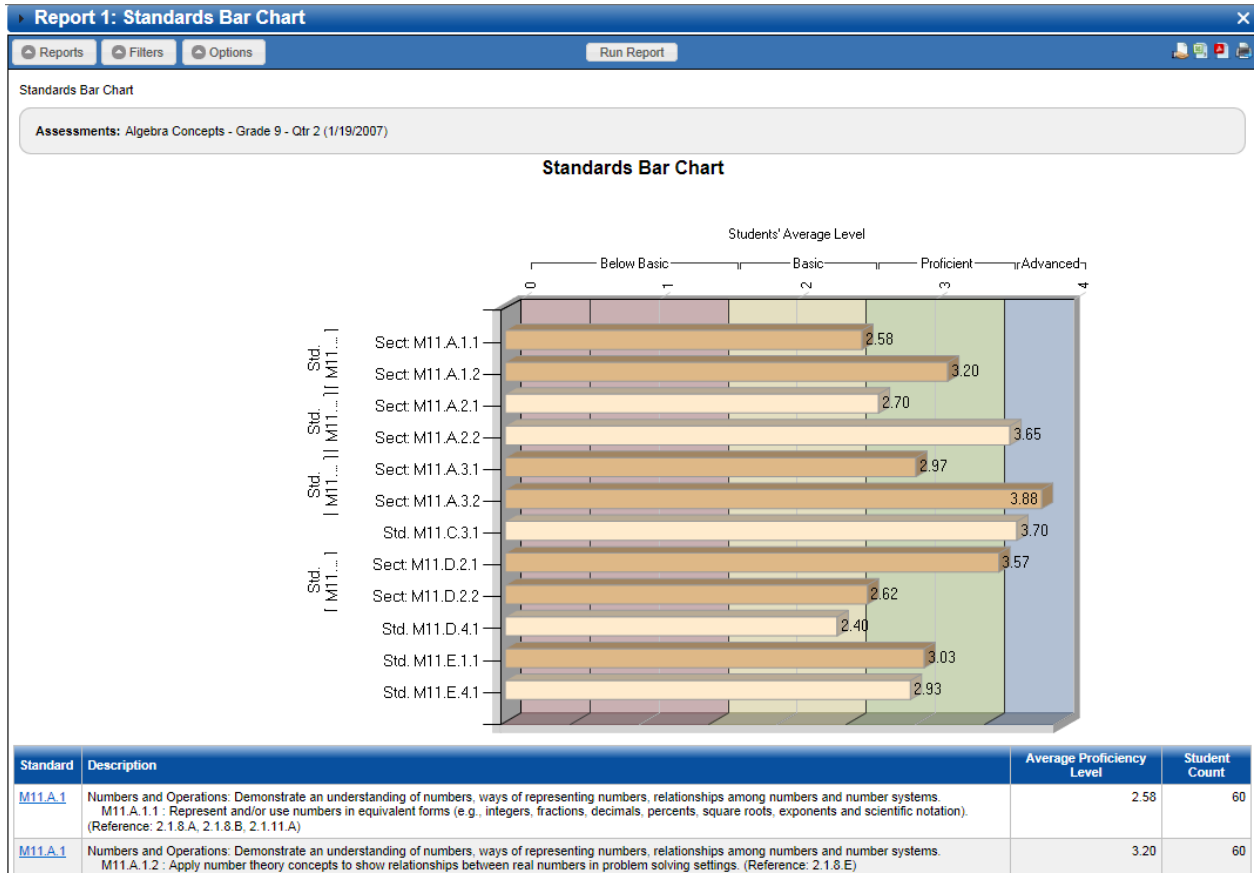 Report 1: Standards Bar Chart
Reports Filters Options Run Report
Standards Bar Chart
Assessments: Algebra Concepts - Grade 9 - Qtr 2 (1/19/2007)
Standards Bar Chart
Students' Average Level
Below Basic Basic Proficient Advanced
0 1 2 3 4
Std. [ M11.... ]
Sect: M11.A.1.1 2.58
Sect: M11.A.1.2 3.20
Std. [ M11.... ]
Sect: M11.A.2.1 2.70
Sect: M11.A.2.2 3.65
Std. [ M11.... ]
Sect: M11.A.3.1 2.97
Sect: M11.A.3.2 3.88
Std. M11.C.3.1 3.70
Std. [ M11.... ]
Sect: M11.D.2.1 3.57
Sect: M11.D.2.2 2.62
Std. M11.D.4.1 2.40
Std. M11.E.1.1 3.03
Std. M11.E.4.1 2.93
Standard Description Average Proficiency Level Student Count
M11.A.1 Numbers and Operations: Demonstrate an understanding of numbers, ways of representing numbers, relationships among numbers and number systems. 2.58 60
M11.A.1.1 : Represent and/or use numbers in equivalent forms (e.g., integers, fractions, decimals, percents, square roots, exponents and scientific notation).
(Reference: 2.1.8.A, 2.1.8.B, 2.1.11.A)
M11.A.1 Numbers and Operations: Demonstrate an understanding of numbers, ways of representing numbers, relationships among numbers and number systems. 3.20 60
M11.A.1.2 : Apply number theory concepts to show relationships between real numbers in problem solving settings. (Reference: 2.1.8.E)